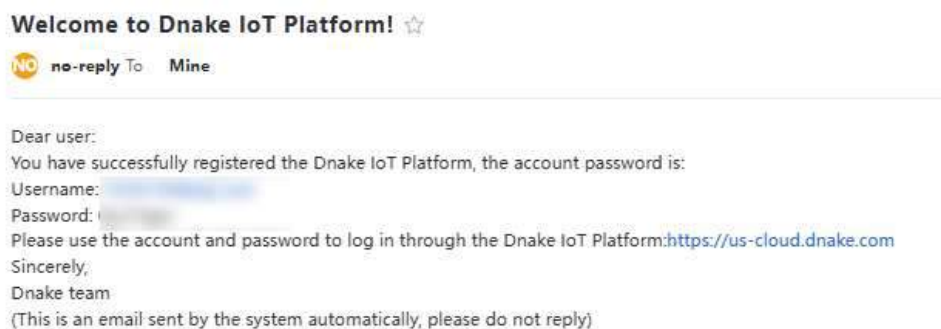 Welcome to Dnake IoT Platform!
NO no-reply To Mine
Dear user:
You have successfully registered the Dnake IoT Platform, the account password is:
Username:
Password:
Please use the account and password to log in through the Dnake IoT Platform:https://us-cloud.dnake.com
Sincerely,
Dnake team
(This is an email sent by the system automatically, please do not reply)